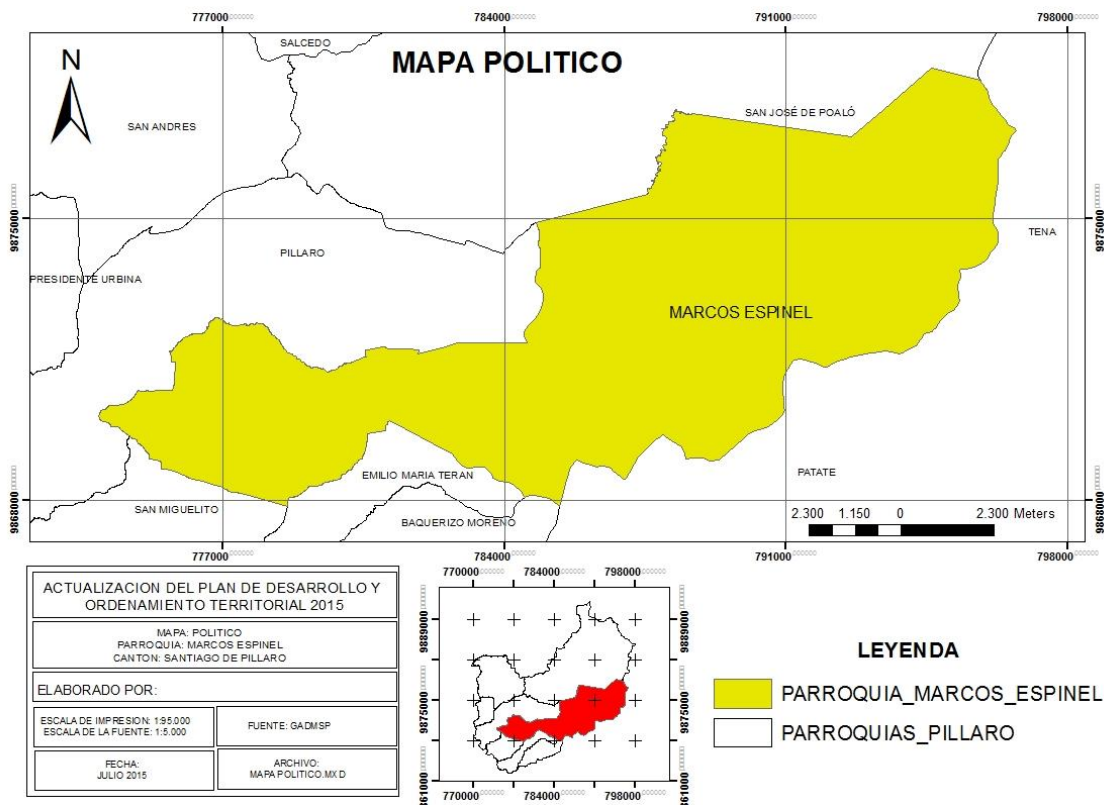 777000
784000
791000
798000
SALCEDO
MAPA POLITICO
N
SAN ANDRES
SAN JOSÉ DE POALÓ
9875000
9875000
TENA
PILLARO
PRESIDENTE URBINA
MARCOS ESPINEL
EMILIO MARIA TERAN
PATATE
SAN MIGUELITO
BAQUERIZO MORENO
9868000
9868000
2.300 1.150 0 2.300 Meters
777000
784000
791000
798000
ACTUALIZACION DEL PLAN DE DESARROLLO Y
ORDENAMIENTO TERRITORIAL 2015
MAPA: POLITICO
PARROQUIA: MARCOS ESPINEL
CANTON: SANTIAGO DE PILLARO
ELABORADO POR:
ESCALA DE IMPRESION: 1:95.000
ESCALA DE LA FUENTE: 1:5.000
FUENTE: GADMSP
FECHA:
JULIO 2015
ARCHIVO:
MAPA POLITICO.MXD
770000 784000 798000
9889000
9889000
9875000
9875000
861000
861000
770000 784000 798000
LEYENDA
PARROQUIA_MARCOS_ESPINEL
PARROQUIAS_PILLARO